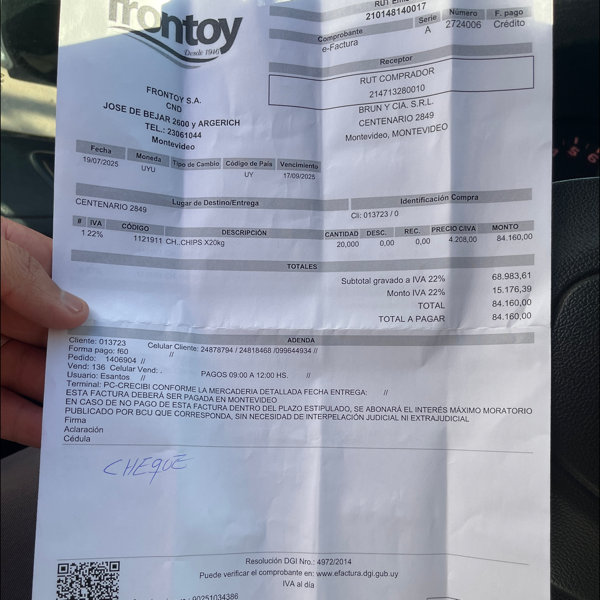 frontoy
Desde 1946
FRONTOY S.A.
CND
JOSE DE BEJAR 2600 y ARGERICH
TEL.: 23061044
Montevideo
210148140017
Comprobante Serie Número F. pago
e-Factura A 2724006 Crédito
Receptor
RUT COMPRADOR
214713280010
BRUN Y CIA. S.R.L.
CENTENARIO 2849
Montevideo, MONTEVIDEO
Fecha Moneda Tipo de Cambio Código de País Vencimiento
19/07/2025 UYU UY 17/09/2025
Lugar de Destino/Entrega Identificación Compra
CENTENARIO 2849 Cli: 013723 / 0
# IVA CÓDIGO DESCRIPCIÓN CANTIDAD DESC. REC. PRECIO C/IVA MONTO
1 22% 1121911 CH..CHIPS X20kg 20,000 0,00 0,00 4.208,00 84.160,00
TOTALES
Subtotal gravado a IVA 22% 68.983,61
Monto IVA 22% 15.176,39
TOTAL 84.160,00
TOTAL A PAGAR 84.160,00
ADENDA
Cliente: 013723 Celular Cliente: 24878794 / 24818468 /099644934 //
Forma pago: f60 //
Pedido: 1406904 //
Vend: 136 Celular Vend: . PAGOS 09:00 A 12:00 HS. //
Usuario: Esantos //
Terminal: PC-CRECIBI CONFORME LA MERCADERIA DETALLADA FECHA ENTREGA: //
ESTA FACTURA DEBERÁ SER PAGADA EN MONTEVIDEO
EN CASO DE NO PAGO DE ESTA FACTURA DENTRO DEL PLAZO ESTIPULADO, SE ABONARÁ EL INTERÉS MÁXIMO MORATORIO
PUBLICADO POR BCU QUE CORRESPONDA, SIN NECESIDAD DE INTERPELACIÓN JUDICIAL NI EXTRAJUDICIAL
Firma
Aclaración
Cédula
CHEQUE
Resolución DGI Nro.: 4972/2014
Puede verificar el comprobante en: www.efactura.dgi.gub.uy
IVA al día
90251034386